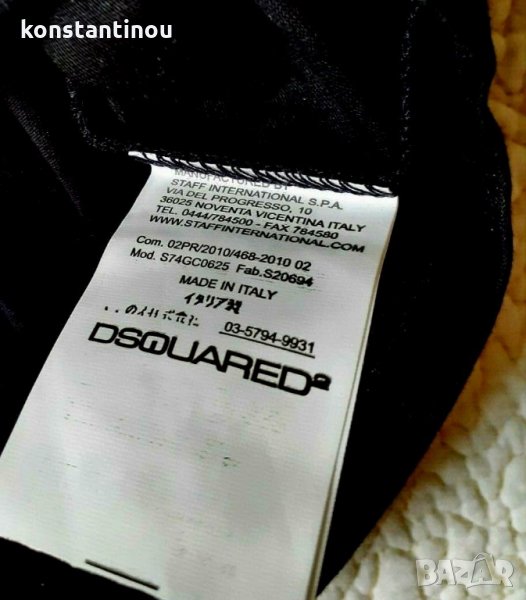 konstantinou
MANUFACTURED BY
STAFF INTERNATIONAL S.P.A.
VIA DEL PROGRESSO, 10
36025 NOVENTA VICENTINA ITALY
TEL. 0444/784500 - FAX 784580
WWW.STAFFINTERNATIONAL.COM
Com. 02PR/2010/468-2010 02
Mod. S74GC0625 Fab.S20694
MADE IN ITALY
イタリア製
03-5794-9931
DSQUARED2
BAZAR